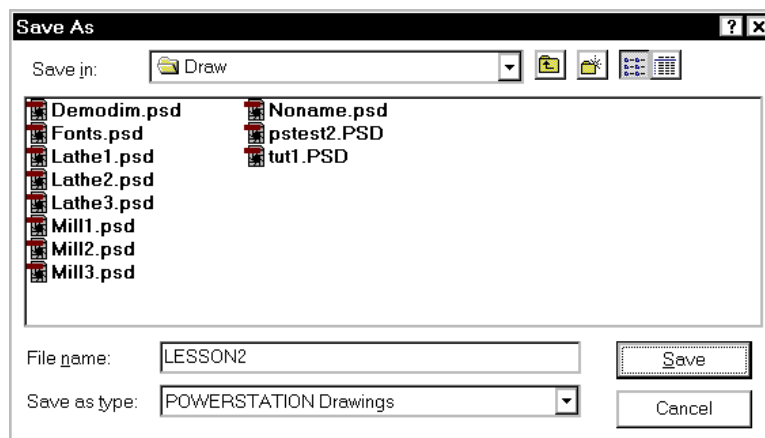 Save As
Save in:
Draw
Demodim.psd
Fonts.psd
Lathe1.psd
Lathe2.psd
Lathe3.psd
Mill1.psd
Mill2.psd
Mill3.psd
Noname.psd
pstest2.PSD
tut1.PSD
File name:
LESSON2
Save
Save as type:
POWERSTATION Drawings
Cancel